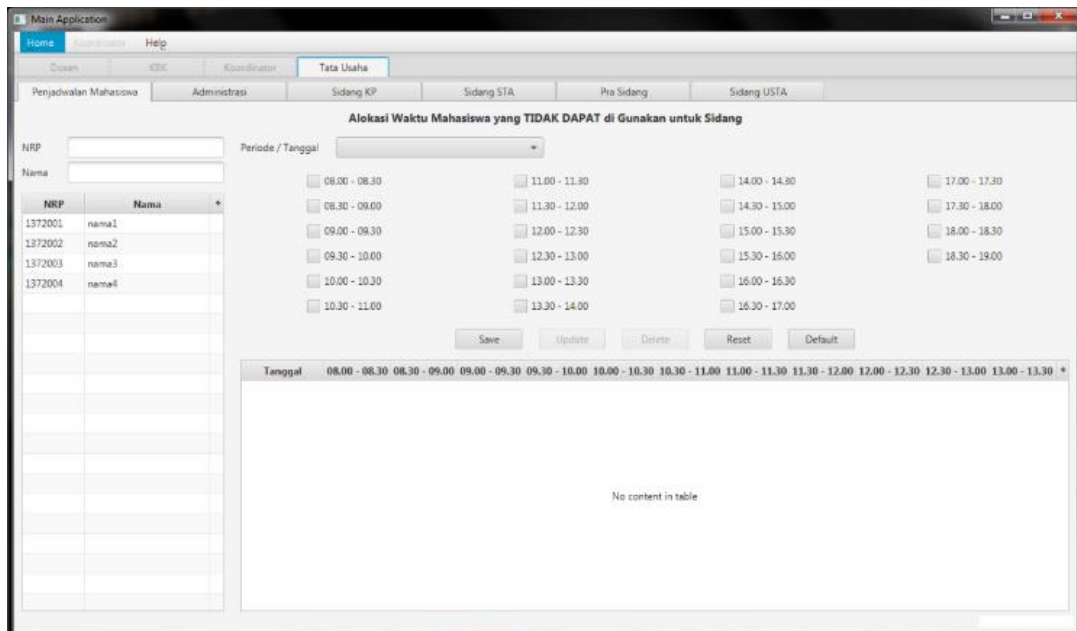 Main Application
Home Koordinator Help
Dosen KBK Koordinator Tata Usaha
Penjadwalan Mahasiswa Administrasi Sidang KP Sidang STA Pra Sidang Sidang USTA
Alokasi Waktu Mahasiswa yang TIDAK DAPAT di Gunakan untuk Sidang
NRP Periode / Tanggal
Nama
08.00 - 08.30 11.00 - 11.30 14.00 - 14.30 17.00 - 17.30
NRP Nama + 08.30 - 09.00 11.30 - 12.00 14.30 - 15.00 17.30 - 18.00
1372001 nama1 09.00 - 09.30 12.00 - 12.30 15.00 - 15.30 18.00 - 18.30
1372002 nama2
1372003 nama3 09.30 - 10.00 12.30 - 13.00 15.30 - 16.00 18.30 - 19.00
1372004 nama4 10.00 - 10.30 13.00 - 13.30 16.00 - 16.30
10.30 - 11.00 13.30 - 14.00 16.30 - 17.00
Save Update Delete Reset Default
Tanggal 08.00 - 08.30 08.30 - 09.00 09.00 - 09.30 09.30 - 10.00 10.00 - 10.30 10.30 - 11.00 11.00 - 11.30 11.30 - 12.00 12.00 - 12.30 12.30 - 13.00 13.00 - 13.30 +
No content in table